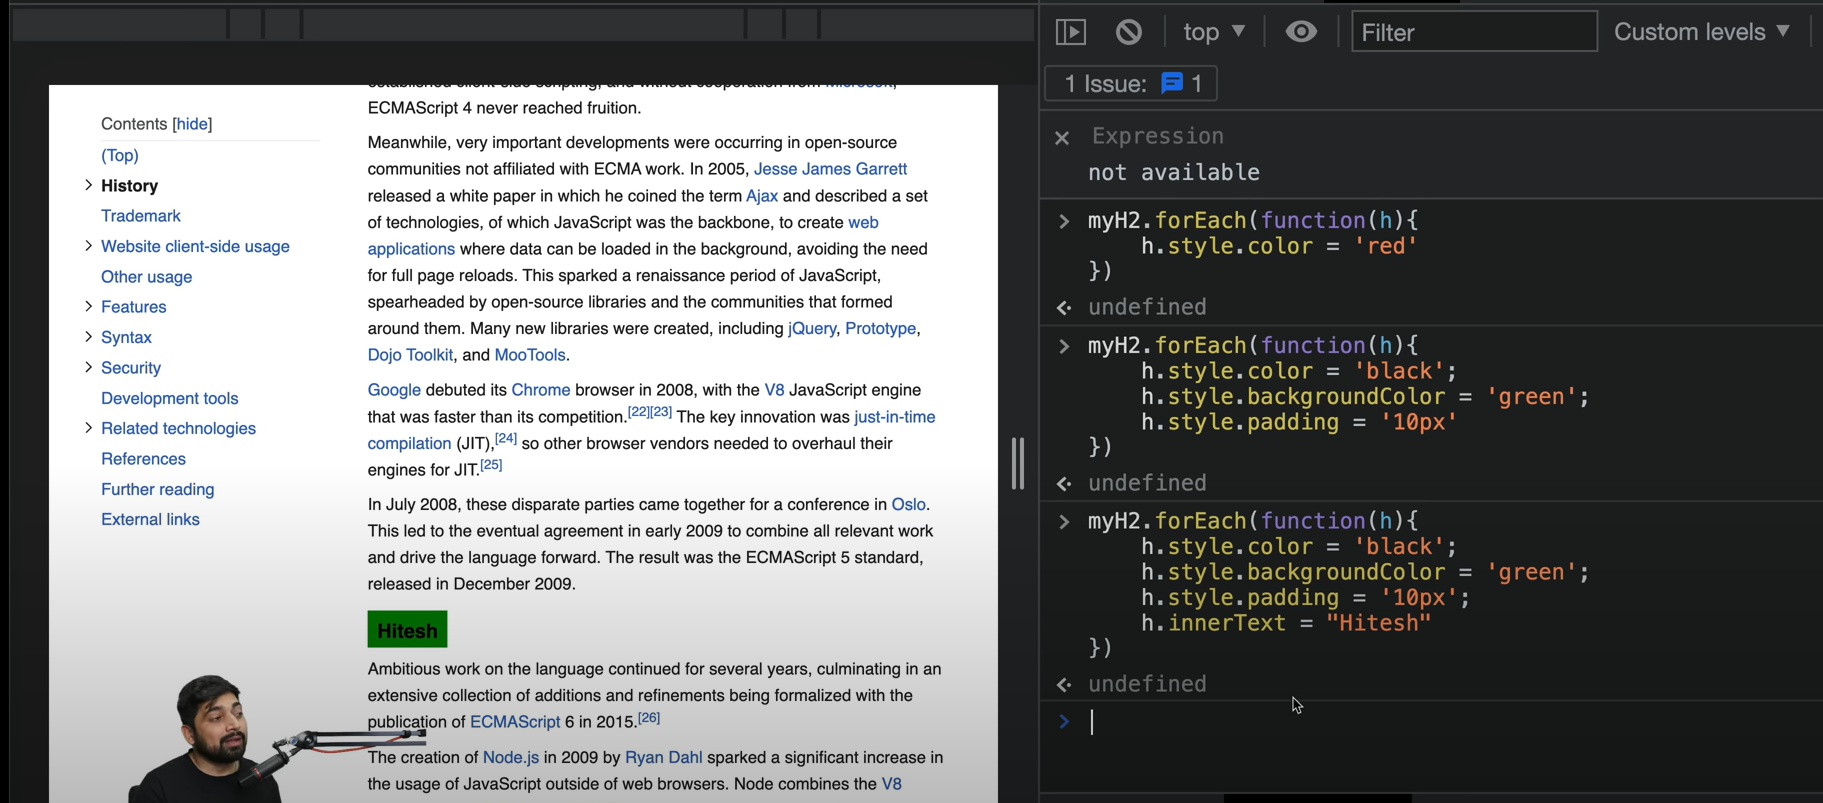 top ▼
Filter
Custom levels ▼
1 Issue: 1
Expression
not available
Contents [hide]
(Top)
History
Trademark
Website client-side usage
Other usage
Features
Syntax
Security
Development tools
Related technologies
References
Further reading
External links
established client-side scripting, and without cooperation from Microsoft,
ECMAScript 4 never reached fruition.
Meanwhile, very important developments were occurring in open-source
communities not affiliated with ECMA work. In 2005, Jesse James Garrett
released a white paper in which he coined the term Ajax and described a set
of technologies, of which JavaScript was the backbone, to create web
applications where data can be loaded in the background, avoiding the need
for full page reloads. This sparked a renaissance period of JavaScript,
spearheaded by open-source libraries and the communities that formed
around them. Many new libraries were created, including jQuery, Prototype,
Dojo Toolkit, and MooTools.
Google debuted its Chrome browser in 2008, with the V8 JavaScript engine
that was faster than its competition.[22][23] The key innovation was just-in-time
compilation (JIT),[24] so other browser vendors needed to overhaul their
engines for JIT.[25]
In July 2008, these disparate parties came together for a conference in Oslo.
This led to the eventual agreement in early 2009 to combine all relevant work
and drive the language forward. The result was the ECMAScript 5 standard,
released in December 2009.
Hitesh
Ambitious work on the language continued for several years, culminating in an
extensive collection of additions and refinements being formalized with the
publication of ECMAScript 6 in 2015.[26]
The creation of Node.js in 2009 by Ryan Dahl sparked a significant increase in
the usage of JavaScript outside of web browsers. Node combines the V8
> myH2.forEach(function(h){
h.style.color = 'red'
})
undefined
> myH2.forEach(function(h){
h.style.color = 'black';
h.style.backgroundColor = 'green';
h.style.padding = '10px'
})
undefined
> myH2.forEach(function(h){
h.style.color = 'black';
h.style.backgroundColor = 'green';
h.style.padding = '10px';
h.innerText = "Hitesh"
})
undefined
>